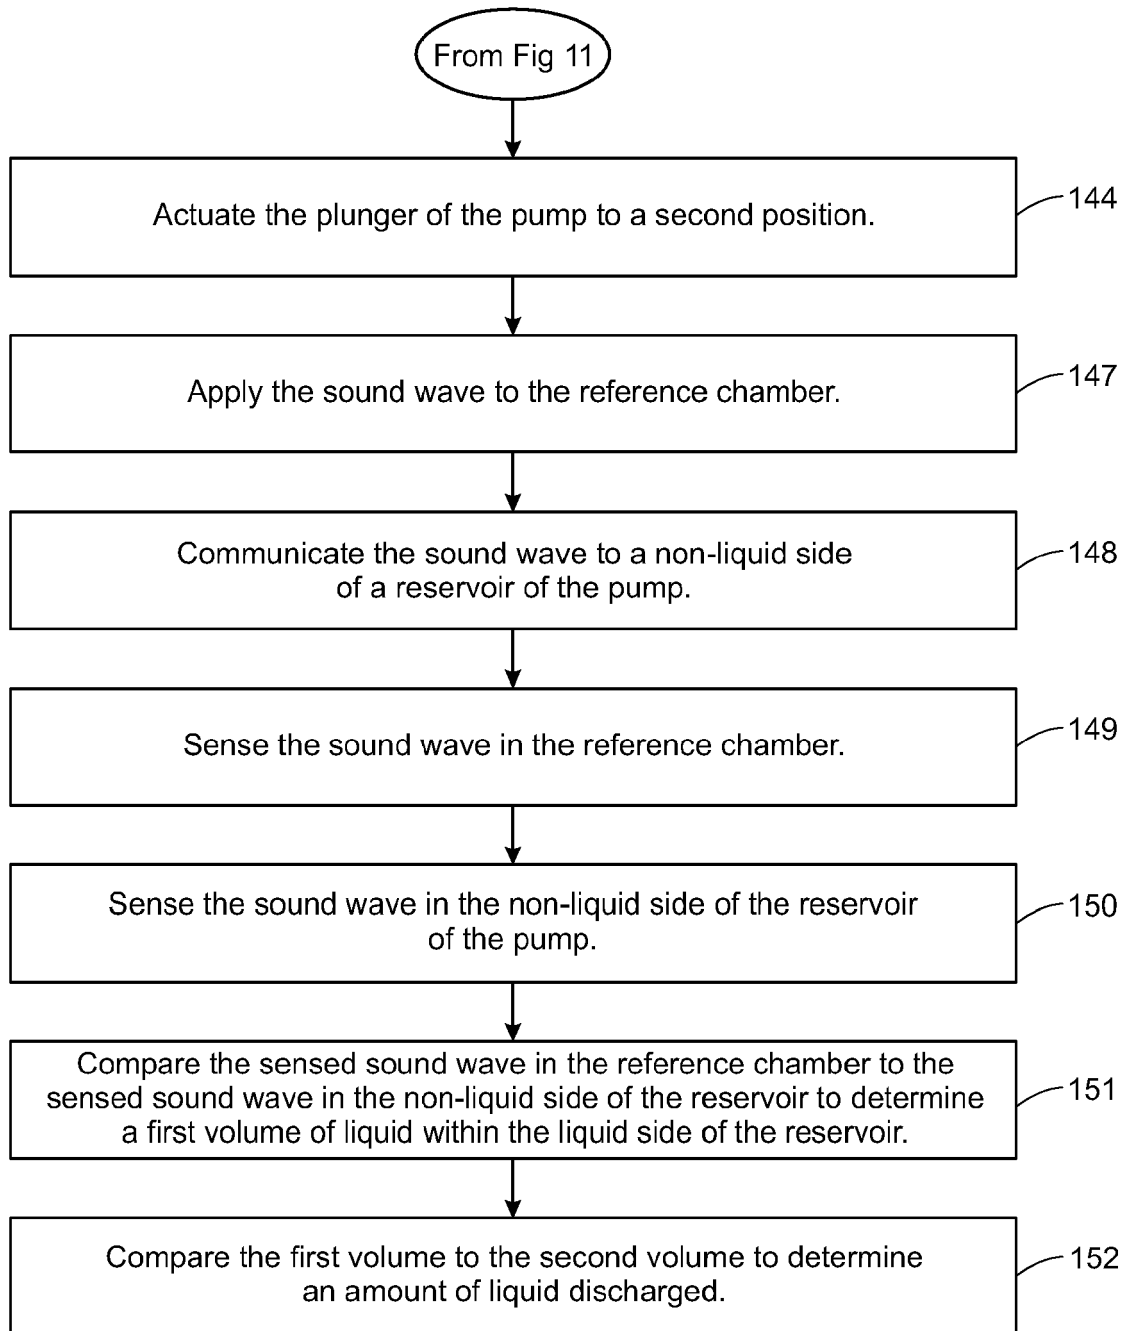 From Fig 11
Actuate the plunger of the pump to a second position.
144
Apply the sound wave to the reference chamber.
147
Communicate the sound wave to a non-liquid side
of a reservoir of the pump.
148
Sense the sound wave in the reference chamber.
149
Sense the sound wave in the non-liquid side of the reservoir
of the pump.
150
Compare the sensed sound wave in the reference chamber to the
sensed sound wave in the non-liquid side of the reservoir to determine
a first volume of liquid within the liquid side of the reservoir.
151
Compare the first volume to the second volume to determine
an amount of liquid discharged.
152